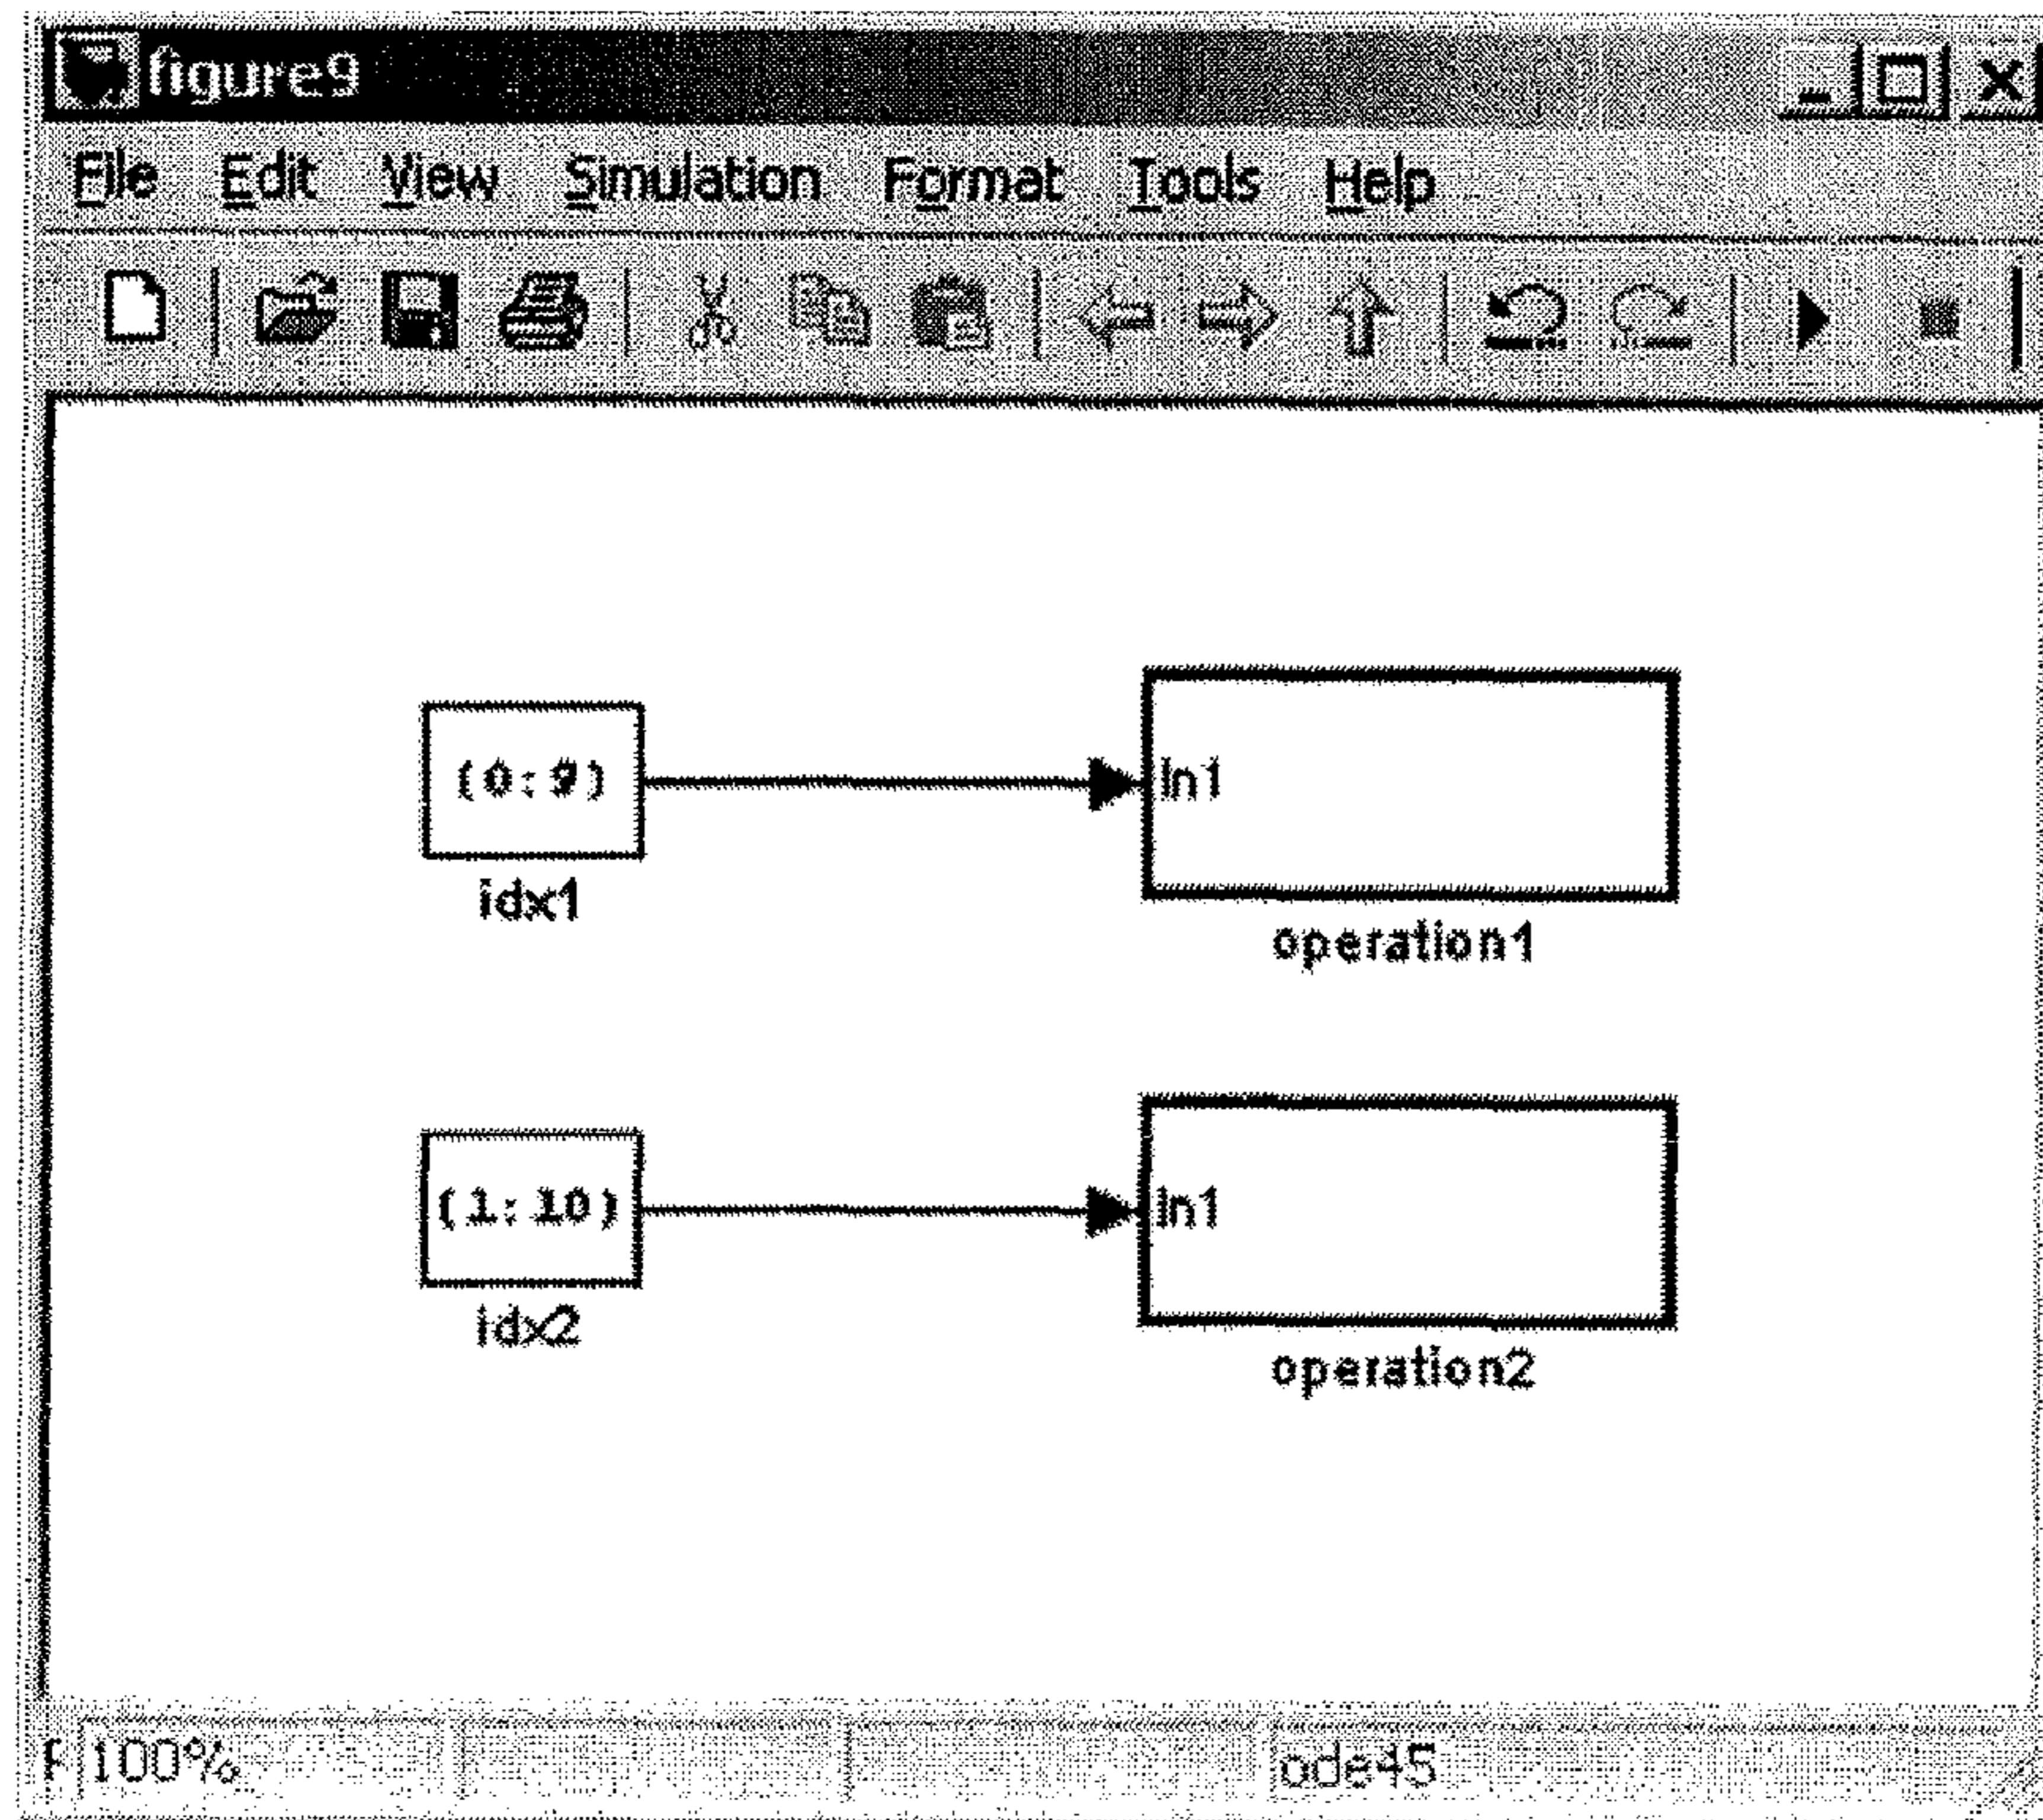 figure9
File Edit View Simulation Format Tools Help
(0:9) In1
idx1
operation1
(1:10) In1
idx2
operation2
100% ode45